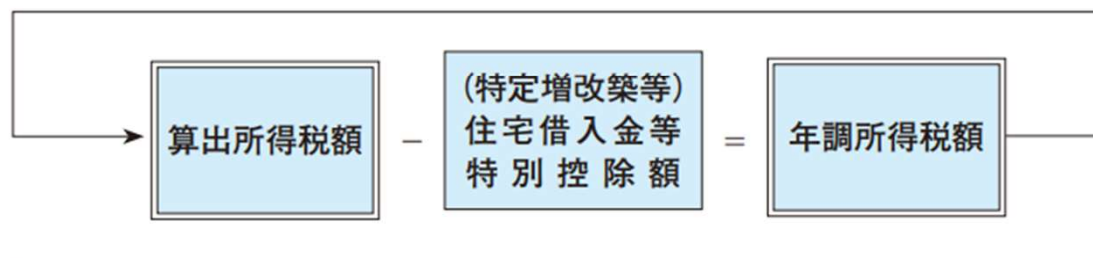 算出所得税額
−
(特定増改築等)
住宅借入金等
特別控除額
=
年調所得税額